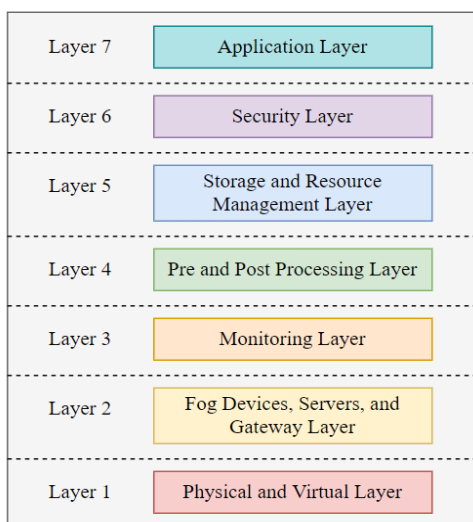 Layer 7 Application Layer
Layer 6 Security Layer
Layer 5 Storage and Resource
Management Layer
Layer 4 Pre and Post Processing Layer
Layer 3 Monitoring Layer
Layer 2 Fog Devices, Servers, and
Gateway Layer
Layer 1 Physical and Virtual Layer